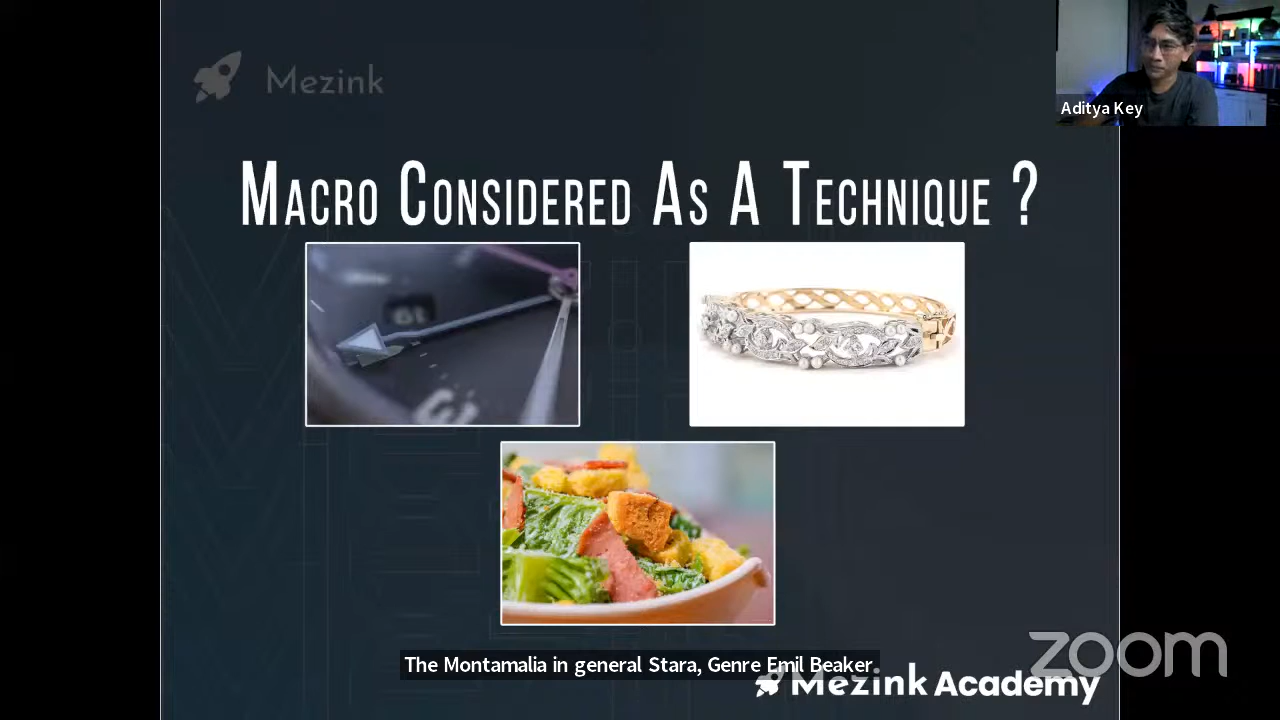 Mezink
Aditya Key
MACRO CONSIDERED AS A TECHNIQUE ?
The Montamalia in general Stara, Genre Emil Beaker.
zoom
Mezink Academy